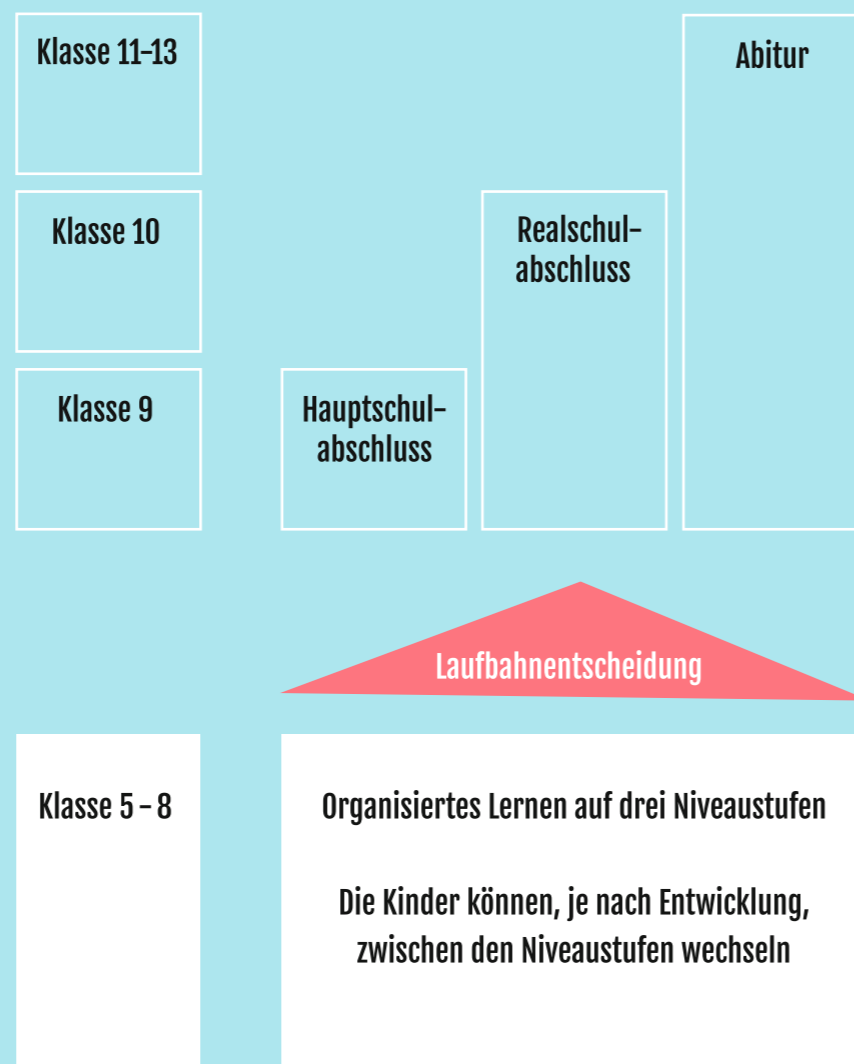 Klasse 11-13
Abitur
Klasse 10
Realschul-
abschluss
Klasse 9
Hauptschul-
abschluss
Laufbahnentscheidung
Klasse 5 - 8
Organisiertes Lernen auf drei Niveaustufen
Die Kinder können, je nach Entwicklung,
zwischen den Niveaustufen wechseln